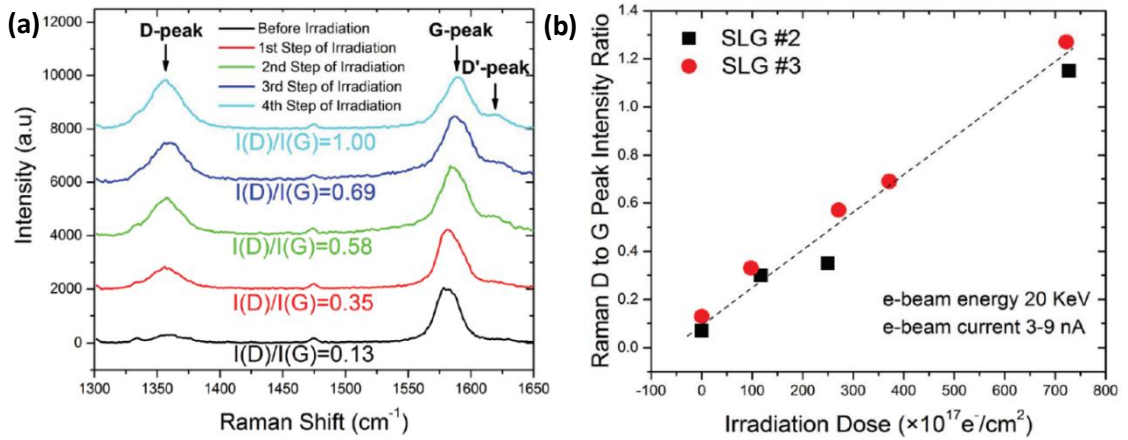 (a)
D-peak
Before Irradiation
1st Step of Irradiation
2nd Step of Irradiation
3rd Step of Irradiation
4th Step of Irradiation
G-peak
D'-peak
I(D)/I(G)=1.00
I(D)/I(G)=0.69
I(D)/I(G)=0.58
I(D)/I(G)=0.35
I(D)/I(G)=0.13
Intensity (a.u)
12000
10000
8000
6000
4000
2000
0
1300 1350 1400 1450 1500 1550 1600 1650
Raman Shift (cm⁻¹)
(b)
SLG #2
SLG #3
e-beam energy 20 KeV
e-beam current 3-9 nA
Raman D to G Peak Intensity Ratio
1.4
1.2
1.0
0.8
0.6
0.4
0.2
0.0
-100 0 100 200 300 400 500 600 700 800
Irradiation Dose (×10¹⁷e⁻/cm²)